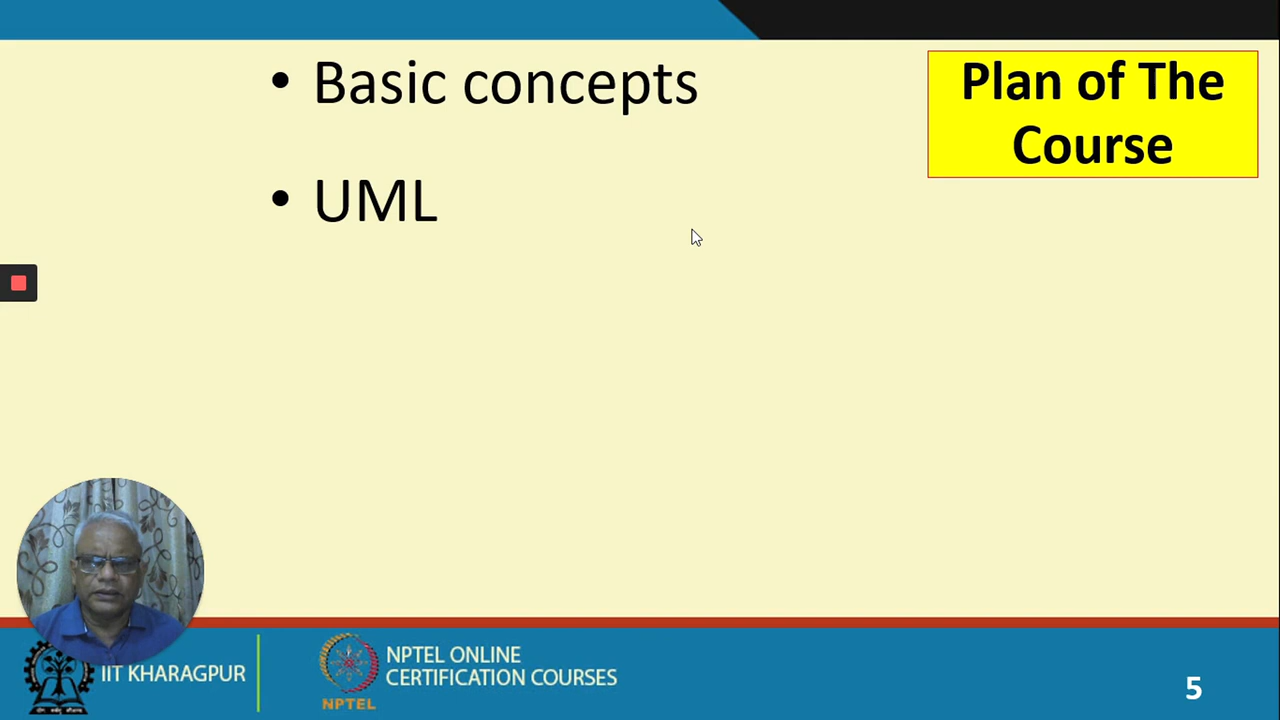 • Basic concepts
Plan of The
Course
• UML
IIT KHARAGPUR
NPTEL
NPTEL ONLINE
CERTIFICATION COURSES
5